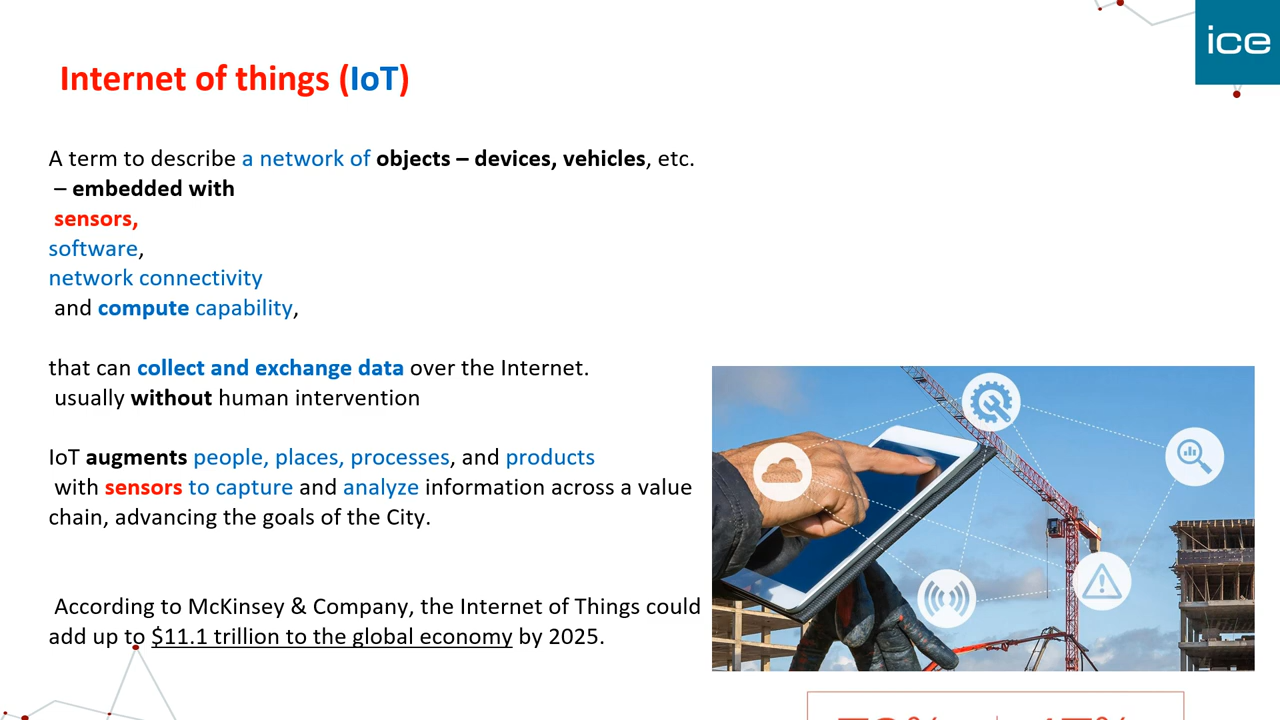 ice
Internet of things (IoT)
A term to describe a network of objects – devices, vehicles, etc.
– embedded with
sensors,
software,
network connectivity
and compute capability,
that can collect and exchange data over the Internet.
usually without human intervention
IoT augments people, places, processes, and products
with sensors to capture and analyze information across a value
chain, advancing the goals of the City.
According to McKinsey & Company, the Internet of Things could
add up to $11.1 trillion to the global economy by 2025.